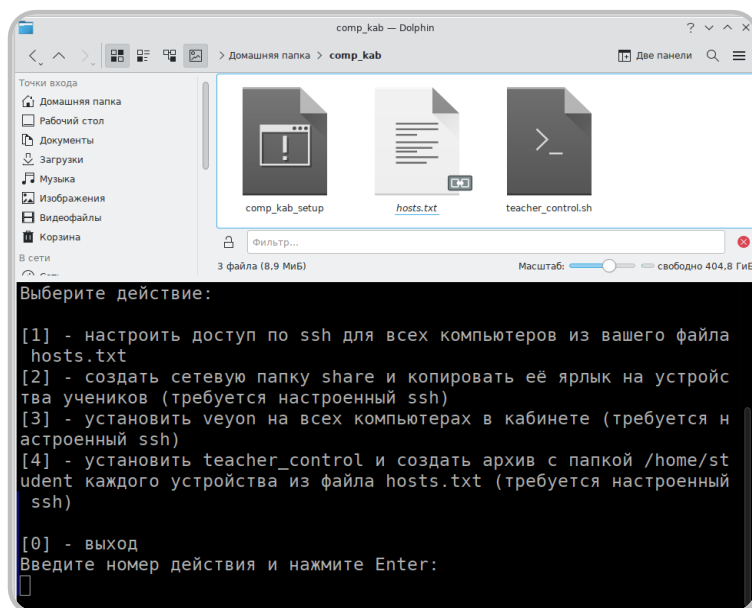 comp_kab — Dolphin
Домашняя папка > comp_kab
Две панели
Точки входа
Домашняя папка
Рабочий стол
Документы
Загрузки
Музыка
Изображения
Видеофайлы
Корзина
В сети
comp_kab_setup
hosts.txt
teacher_control.sh
Фильтр...
3 файла (8,9 МиБ)
Масштаб:
свободно 404,8 ГиБ
Выберите действие:
[1] - настроить доступ по ssh для всех компьютеров из вашего файла
hosts.txt
[2] - создать сетевую папку share и копировать её ярлык на устройс
тва учеников (требуется настроенный ssh)
[3] - установить veyon на всех компьютерах в кабинете (требуется н
астроенный ssh)
[4] - установить teacher_control и создать архив с папкой /home/st
udent каждого устройства из файла hosts.txt (требуется настроенный
ssh)
[0] - выход
Введите номер действия и нажмите Enter: